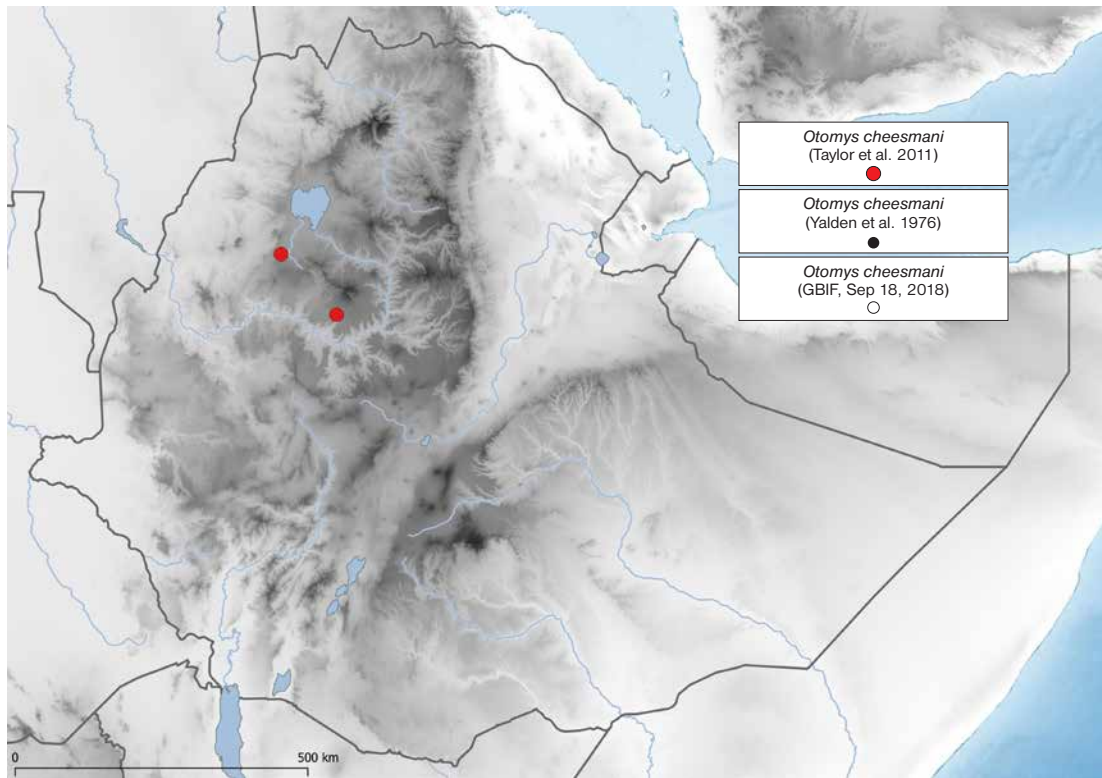 Otomys cheesmani
(Taylor et al. 2011)
Otomys cheesmani
(Yalden et al. 1976)
Otomys cheesmani
(GBIF, Sep 18, 2018)
0
500 km